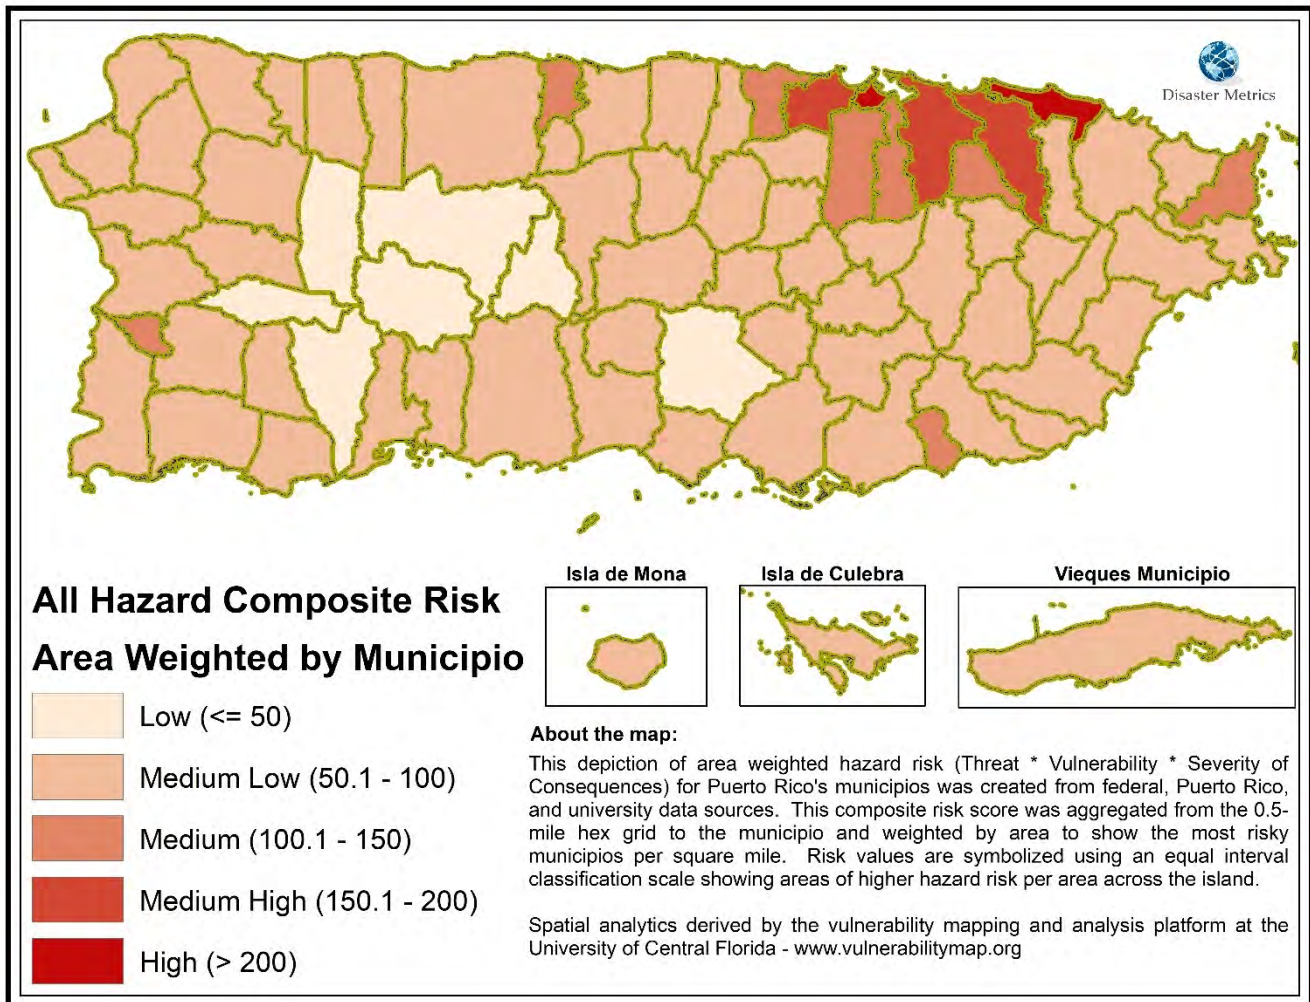 Disaster Metrics
Isla de Mona
Isla de Culebra
Vieques Municipio
All Hazard Composite Risk
Area Weighted by Municipio
Low (<= 50)
Medium Low (50.1 - 100)
Medium (100.1 - 150)
Medium High (150.1 - 200)
High (> 200)
About the map:
This depiction of area weighted hazard risk (Threat * Vulnerability * Severity of
Consequences) for Puerto Rico's municipios was created from federal, Puerto Rico,
and university data sources.  This composite risk score was aggregated from the 0.5-
mile hex grid to the municipio and weighted by area to show the most risky
municipios per square mile.  Risk values are symbolized using an equal interval
classification scale showing areas of higher hazard risk per area across the island.
Spatial analytics derived by the vulnerability mapping and analysis platform at the
University of Central Florida - www.vulnerabilitymap.org